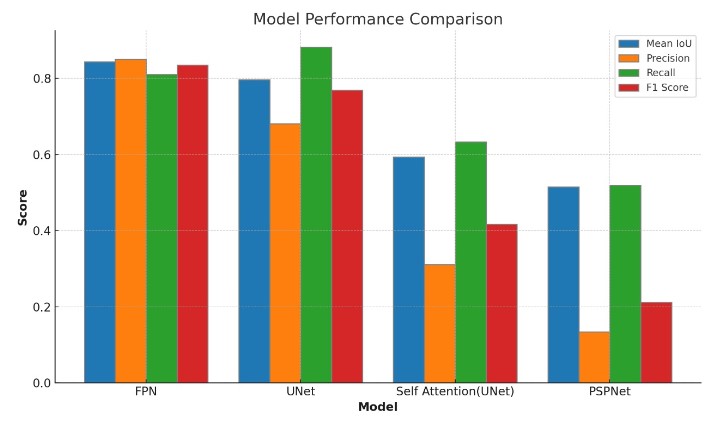 Model Performance Comparison
Mean IoU
Precision
Recall
F1 Score
Score
0.8
0.6
0.4
0.2
0.0
FPN
UNet
Self Attention(UNet)
PSPNet
Model